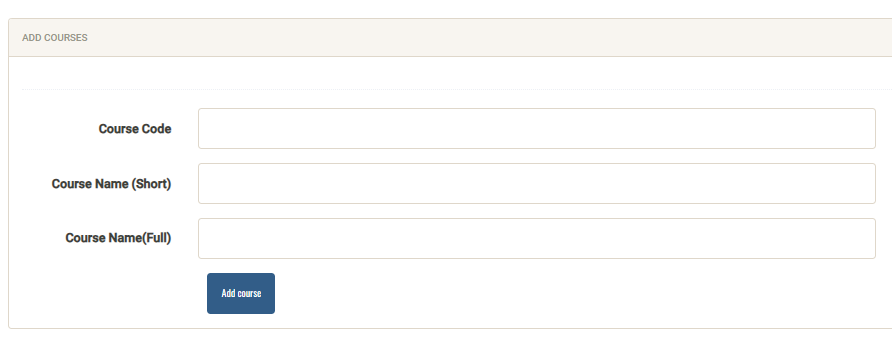 ADD COURSES
Course Code
Course Name (Short)
Course Name(Full)
Add course